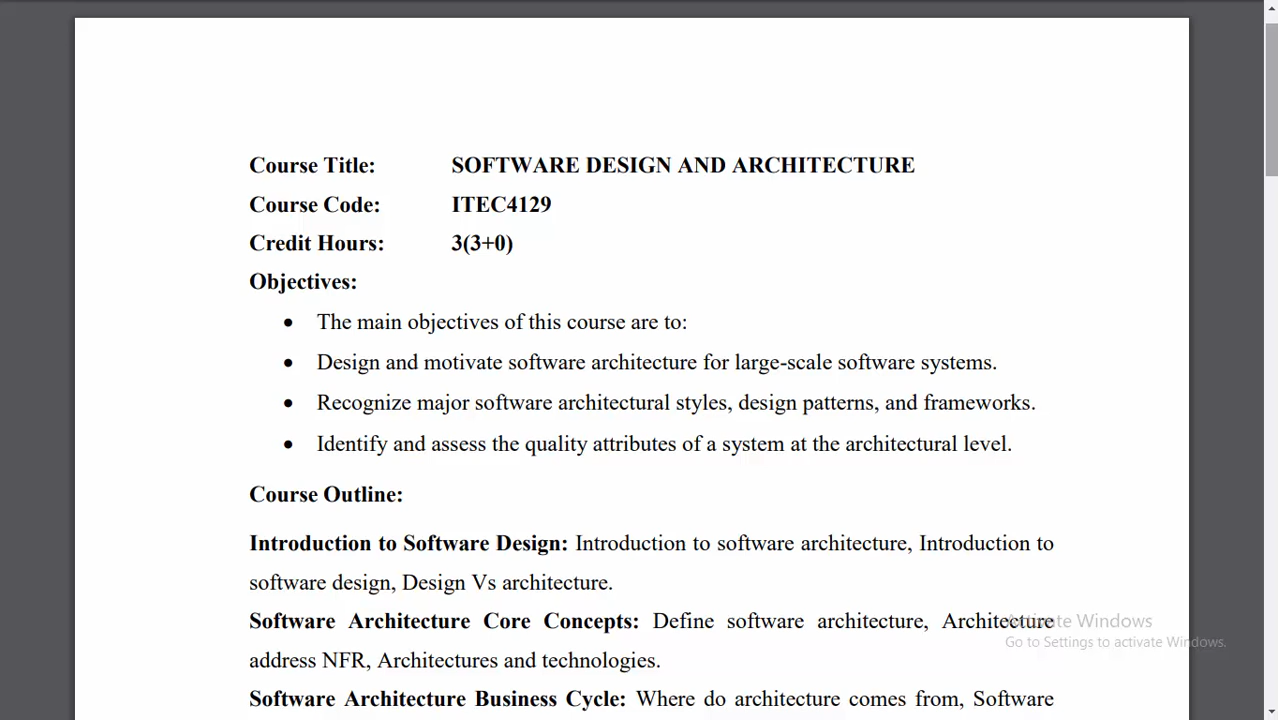 Course Title: SOFTWARE DESIGN AND ARCHITECTURE
Course Code: ITEC4129
Credit Hours: 3(3+0)
Objectives:
• The main objectives of this course are to:
• Design and motivate software architecture for large-scale software systems.
• Recognize major software architectural styles, design patterns, and frameworks.
• Identify and assess the quality attributes of a system at the architectural level.
Course Outline:
Introduction to Software Design: Introduction to software architecture, Introduction to
software design, Design Vs architecture.
Software Architecture Core Concepts: Define software architecture, Architecture
address NFR, Architectures and technologies.
Software Architecture Business Cycle: Where do architecture comes from, Software
Activate Windows
Go to Settings to activate Windows.